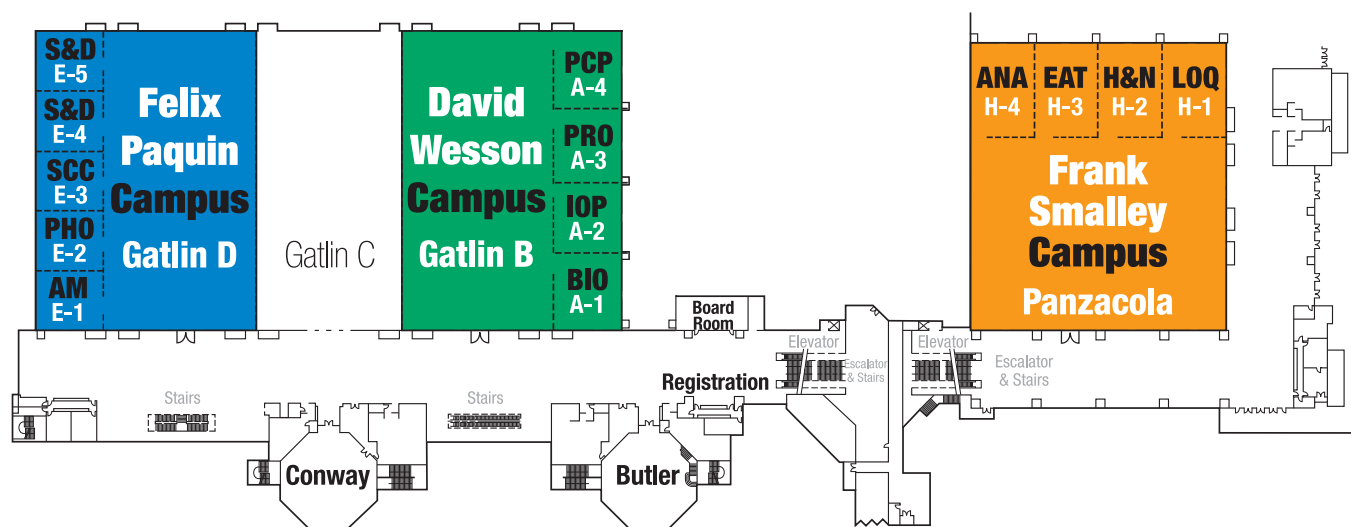 S&D
E-5
S&D
E-4
SCC
E-3
PHO
E-2
AM
E-1
Felix
Paquin
Campus
Gatlin D
Gatlin C
David
Wesson
Campus
Gatlin B
PCP
A-4
PRO
A-3
IOP
A-2
BIO
A-1
ANA
H-4
EAT
H-3
H&N
H-2
LOQ
H-1
Frank
Smalley
Campus
Panzacola
Board
Room
Elevator
Escalator
& Stairs
Elevator
Escalator
& Stairs
Registration
Stairs
Stairs
Conway
Butler